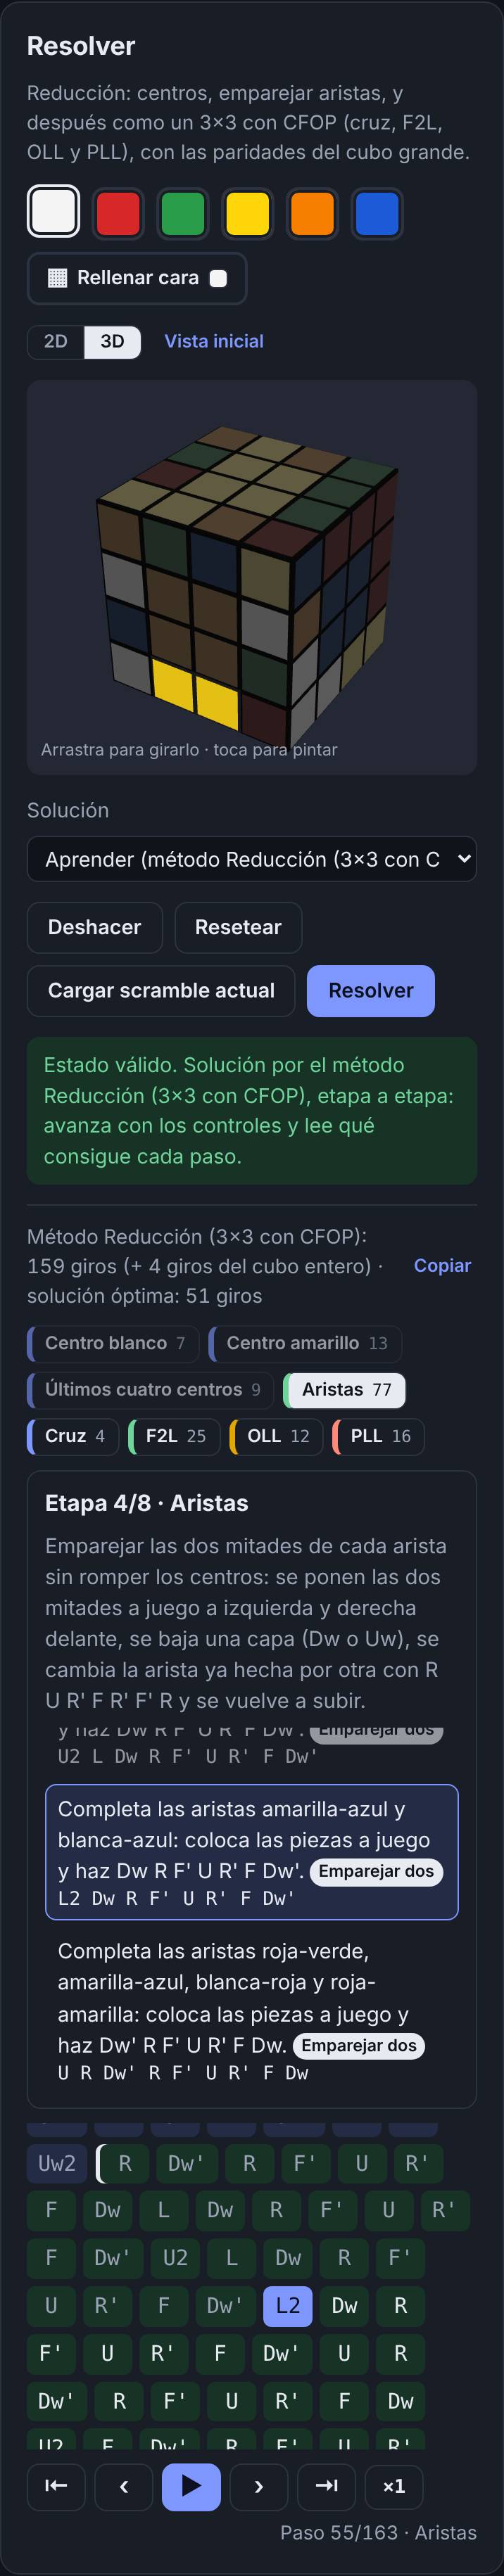 Resolver
Reducción: centros, emparejar aristas, y
después como un 3×3 con CFOP (cruz, F2L,
OLL y PLL), con las paridades del cubo grande.
Rellenar cara
2D 3D Vista inicial
Arrastra para girarlo · toca para pintar
Solución
Aprender (método Reducción (3×3 con C
Deshacer Resetear
Cargar scramble actual Resolver
Estado válido. Solución por el método
Reducción (3×3 con CFOP), etapa a etapa:
avanza con los controles y lee qué
consigue cada paso.
Método Reducción (3×3 con CFOP):
159 giros (+ 4 giros del cubo entero) ·
solución óptima: 51 giros
Copiar
Centro blanco 7 Centro amarillo 13
Últimos cuatro centros 9 Aristas 77
Cruz 4 F2L 25 OLL 12 PLL 16
Etapa 4/8 · Aristas
Emparejar las dos mitades de cada arista
sin romper los centros: se ponen las dos
mitades a juego a izquierda y derecha
delante, se baja una capa (Dw o Uw), se
cambia la arista ya hecha por otra con R
U R' F R' F' R y se vuelve a subir.
y haz Dw R F' U R' F Dw'. Emparejar dos
U2 L Dw R F' U R' F Dw'
Completa las aristas amarilla-azul y
blanca-azul: coloca las piezas a juego
y haz Dw R F' U R' F Dw'. Emparejar dos
L2 Dw R F' U R' F Dw'
Completa las aristas roja-verde,
amarilla-azul, blanca-roja y roja-
amarilla: coloca las piezas a juego y
haz Dw' R F' U R' F Dw. Emparejar dos
U R Dw' R F' U R' F Dw
Uw2 R Dw' R F' U R'
F Dw L Dw R F' U R'
F Dw' U2 L Dw R F'
U R' F Dw' L2 Dw R
F' U R' F Dw' U R
Dw' R F' U R' F Dw
U2 F Dw' R F' U R'
×1
Paso 55/163 · Aristas